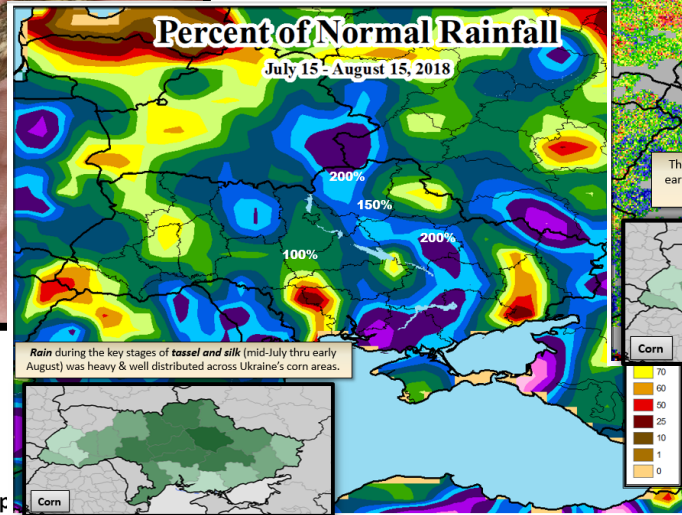 Percent of Normal Rainfall
July 15 - August 15, 2018
200%
150%
200%
100%
Rain during the key stages of tassel and silk (mid-July thru early
August) was heavy & well distributed across Ukraine's corn areas.
Corn
Th
ear
Corn
70
60
50
25
10
1
0